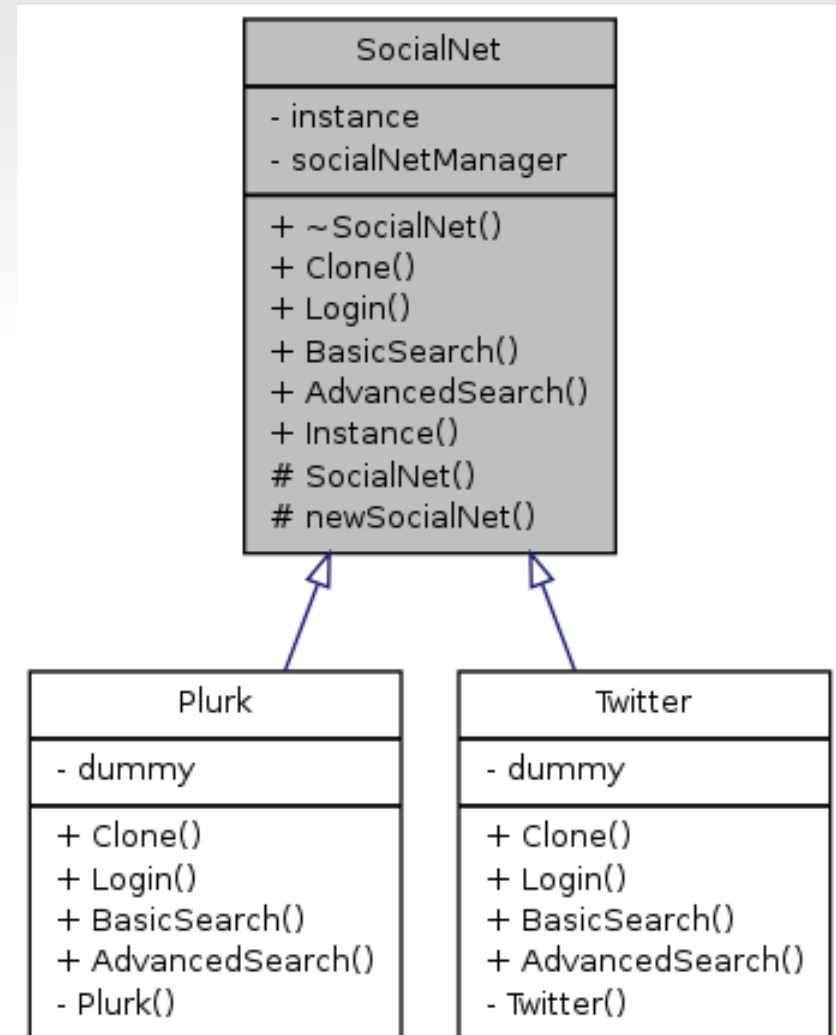 SocialNet
- instance
- socialNetManager
+ ~SocialNet()
+ Clone()
+ Login()
+ BasicSearch()
+ AdvancedSearch()
+ Instance()
# SocialNet()
# newSocialNet()
Plurk
- dummy
+ Clone()
+ Login()
+ BasicSearch()
+ AdvancedSearch()
- Plurk()
Twitter
- dummy
+ Clone()
+ Login()
+ BasicSearch()
+ AdvancedSearch()
- Twitter()